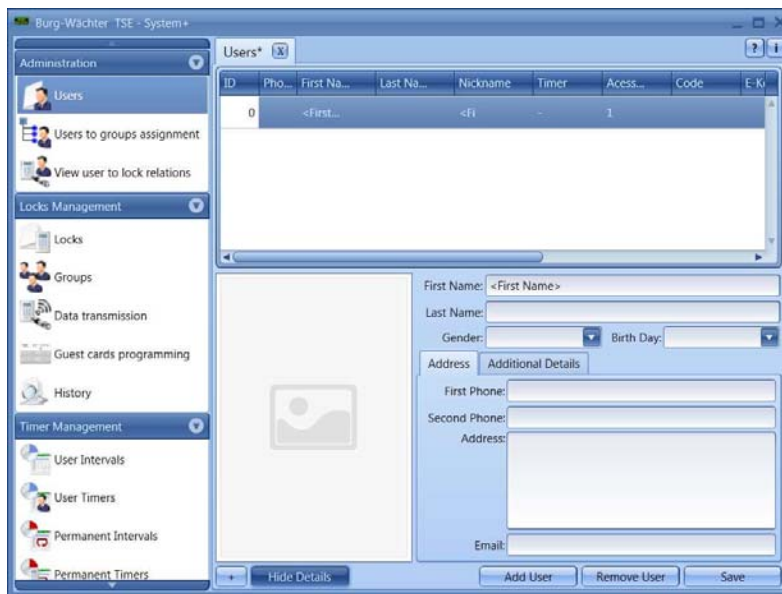 Burg-Wächter TSE - System+
Administration
Users
Users to groups assignment
View user to lock relations
Locks Management
Locks
Groups
Data transmission
Guest cards programming
History
Timer Management
User Intervals
User Timers
Permanent Intervals
Permanent Timers
Users* X
? i
ID Pho... First Na... Last Na... Nickname Timer Acess... Code E-K
0 <First... <Fi - 1
First Name: <First Name>
Last Name:
Gender: Birth Day:
Address Additional Details
First Phone:
Second Phone:
Address:
Email:
+ Hide Details Add User Remove User Save